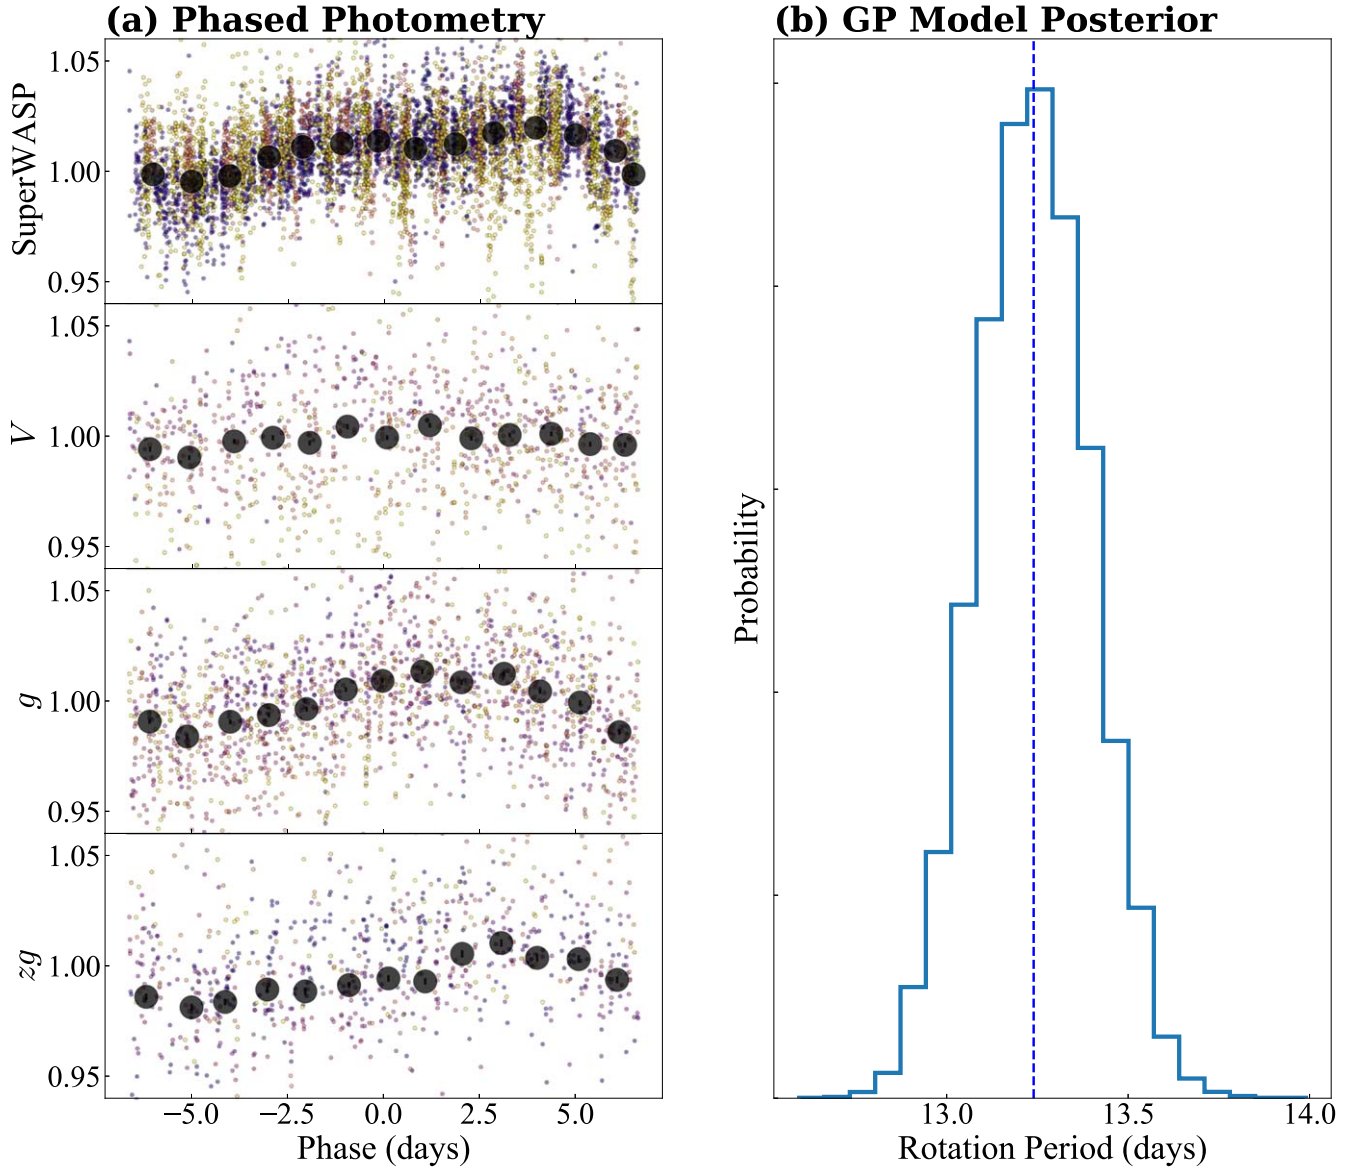 (a) Phased Photometry
SuperWASP
1.05
1.00
0.95
V
1.05
1.00
0.95
g
1.05
1.00
0.95
zg
1.05
1.00
0.95
−5.0 −2.5 0.0 2.5 5.0
Phase (days)
(b) GP Model Posterior
Probability
13.0 13.5 14.0
Rotation Period (days)